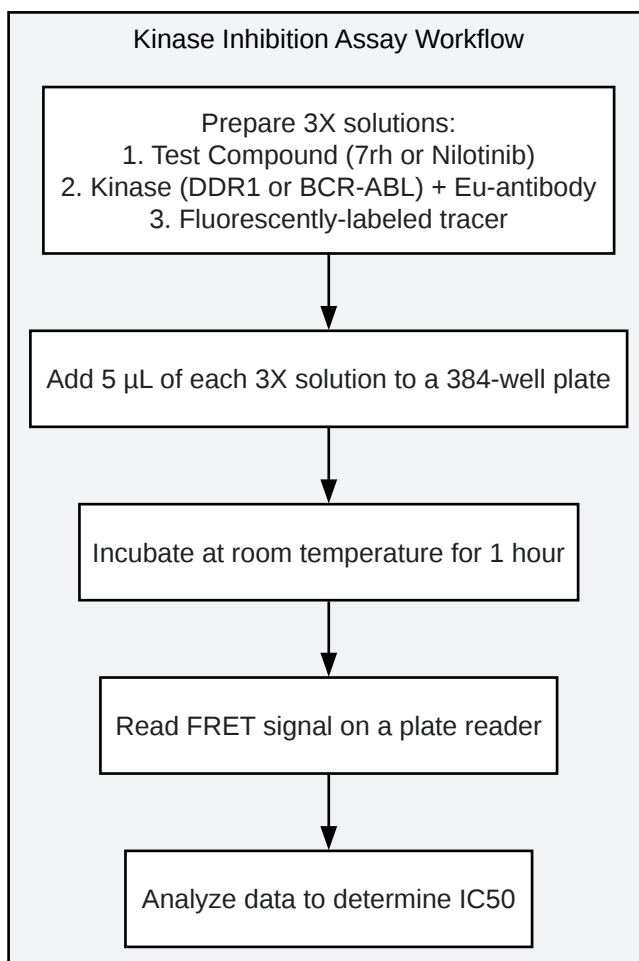 Kinase Inhibition Assay Workflow
Prepare 3X solutions:
1. Test Compound (7rh or Nilotinib)
2. Kinase (DDR1 or BCR-ABL) + Eu-antibody
3. Fluorescently-labeled tracer
Add 5 µL of each 3X solution to a 384-well plate
Incubate at room temperature for 1 hour
Read FRET signal on a plate reader
Analyze data to determine IC50